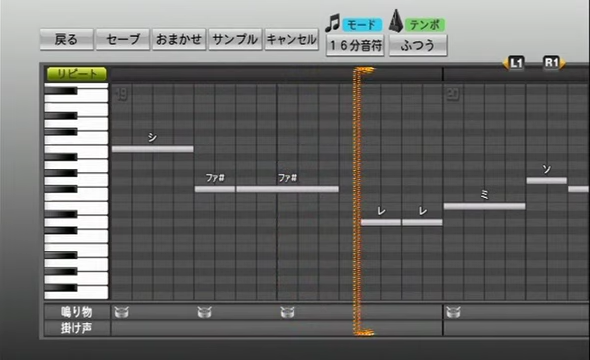 モード
テンポ
戻る
セーブ
おまかせ
サンプル
キャンセル
16分音符
ふつう
L1
R1
リピート
19
シ
ファ#
ファ#
レ
レ
ミ
ソ
鳴り物
掛け声